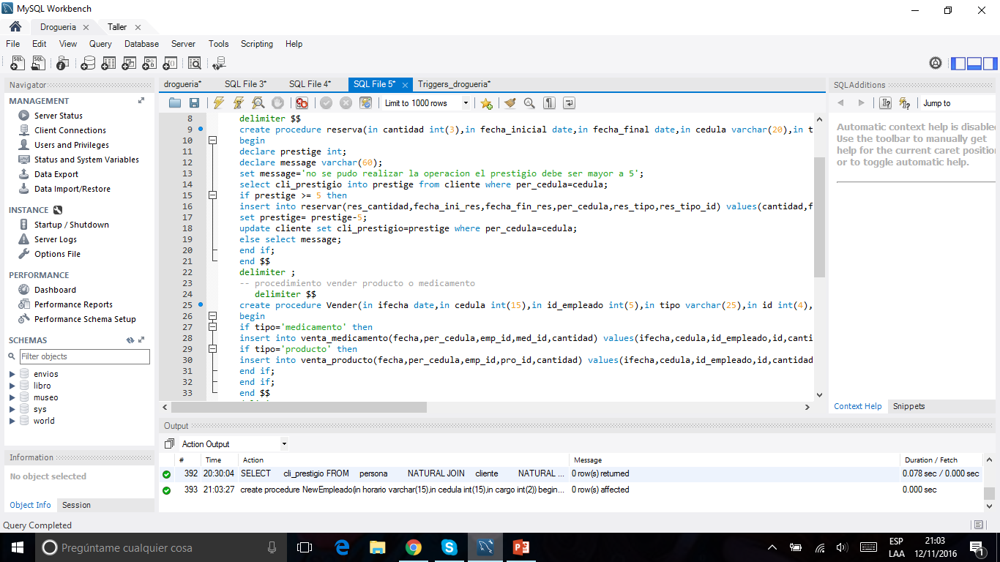 MySQL Workbench
Drogueria
Taller
File Edit View Query Database Server Tools Scripting Help
Navigator
MANAGEMENT
Server Status
Client Connections
Users and Privileges
Status and System Variables
Data Export
Data Import/Restore
INSTANCE
Startup / Shutdown
Server Logs
Options File
PERFORMANCE
Dashboard
Performance Reports
Performance Schema Setup
SCHEMAS
Filter objects
envios
libro
museo
sys
world
Information
No object selected
Object Info Session
Query Completed
drogueria* SQL File 3* SQL File 4* SQL File 5* Triggers_drogueria*
Limit to 1000 rows
8 delimiter $$
9 create procedure reserva(in cantidad int(3),in fecha_inicial date,in fecha_final date,in cedula varchar(20),in t
10 begin
11 declare prestige int;
12 declare message varchar(60);
13 set message='no se pudo realizar la operacion el prestigio debe ser mayor a 5';
14 select cli_prestigio into prestige from cliente where per_cedula=cedula;
15 if prestige >= 5 then
16 insert into reservar(res_cantidad,fecha_ini_res,fecha_fin_res,per_cedula,res_tipo,res_tipo_id) values(cantidad,f
17 set prestige= prestige-5;
18 update cliente set cli_prestigio=prestige where per_cedula=cedula;
19 else select message;
20 end if;
21 end $$
22 delimiter ;
23 -- procedimiento vender producto o medicamento
24 delimiter $$
25 create procedure Vender(in ifecha date,in cedula int(15),in id_empleado int(5),in tipo varchar(25),in id int(4),
26 begin
27 if tipo='medicamento' then
28 insert into venta_medicamento(fecha,per_cedula,emp_id,med_id,cantidad) values(ifecha,cedula,id_empleado,id,canti
29 if tipo='producto' then
30 insert into venta_producto(fecha,per_cedula,emp_id,pro_id,cantidad) values(ifecha,cedula,id_empleado,id,cantidad
31 end if;
32 end if;
33 end $$
SQLAdditions
Jump to
Automatic context help is disable
Use the toolbar to manually get
help for the current caret position
or to toggle automatic help.
Context Help Snippets
Output
Action Output
# Time Action Message Duration / Fetch
392 20:30:04 SELECT cli_prestigio FROM persona NATURAL JOIN cliente NATURAL ... 0 row(s) returned 0.078 sec / 0.000 sec
393 21:03:27 create procedure NewEmpleado(in horario varchar(15),in cedula int(15),in cargo int(2)) begin... 0 row(s) affected 0.000 sec
Pregúntame cualquier cosa
ESP
LAA
21:03
12/11/2016
1